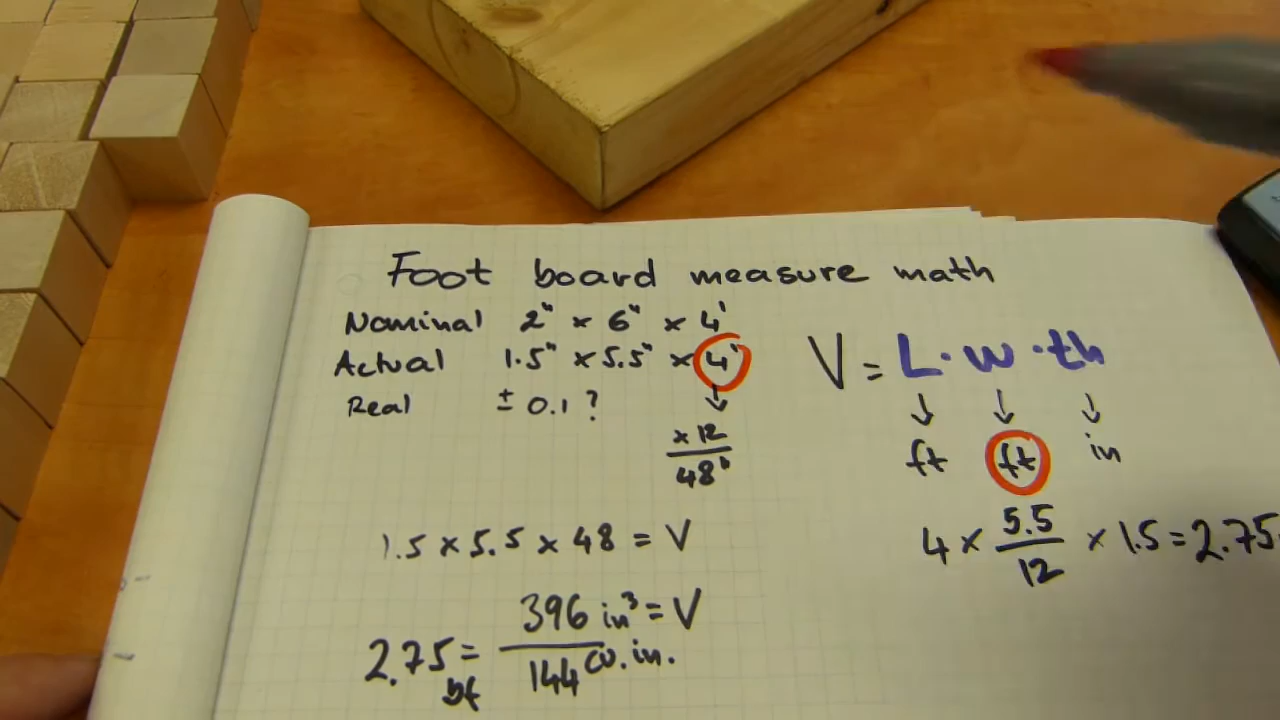 Foot board measure math
Nominal 2" × 6" × 4'
Actual 1.5" × 5.5" × 4'
Real ± 0.1 ?
× 12
48"
1.5 × 5.5 × 48 = V
396 in³ = V
2.75 = 144 cu. in.
bf
V = L · w · th
↓ ↓ ↓
ft ft in
4 × 5.5/12 × 1.5 = 2.75